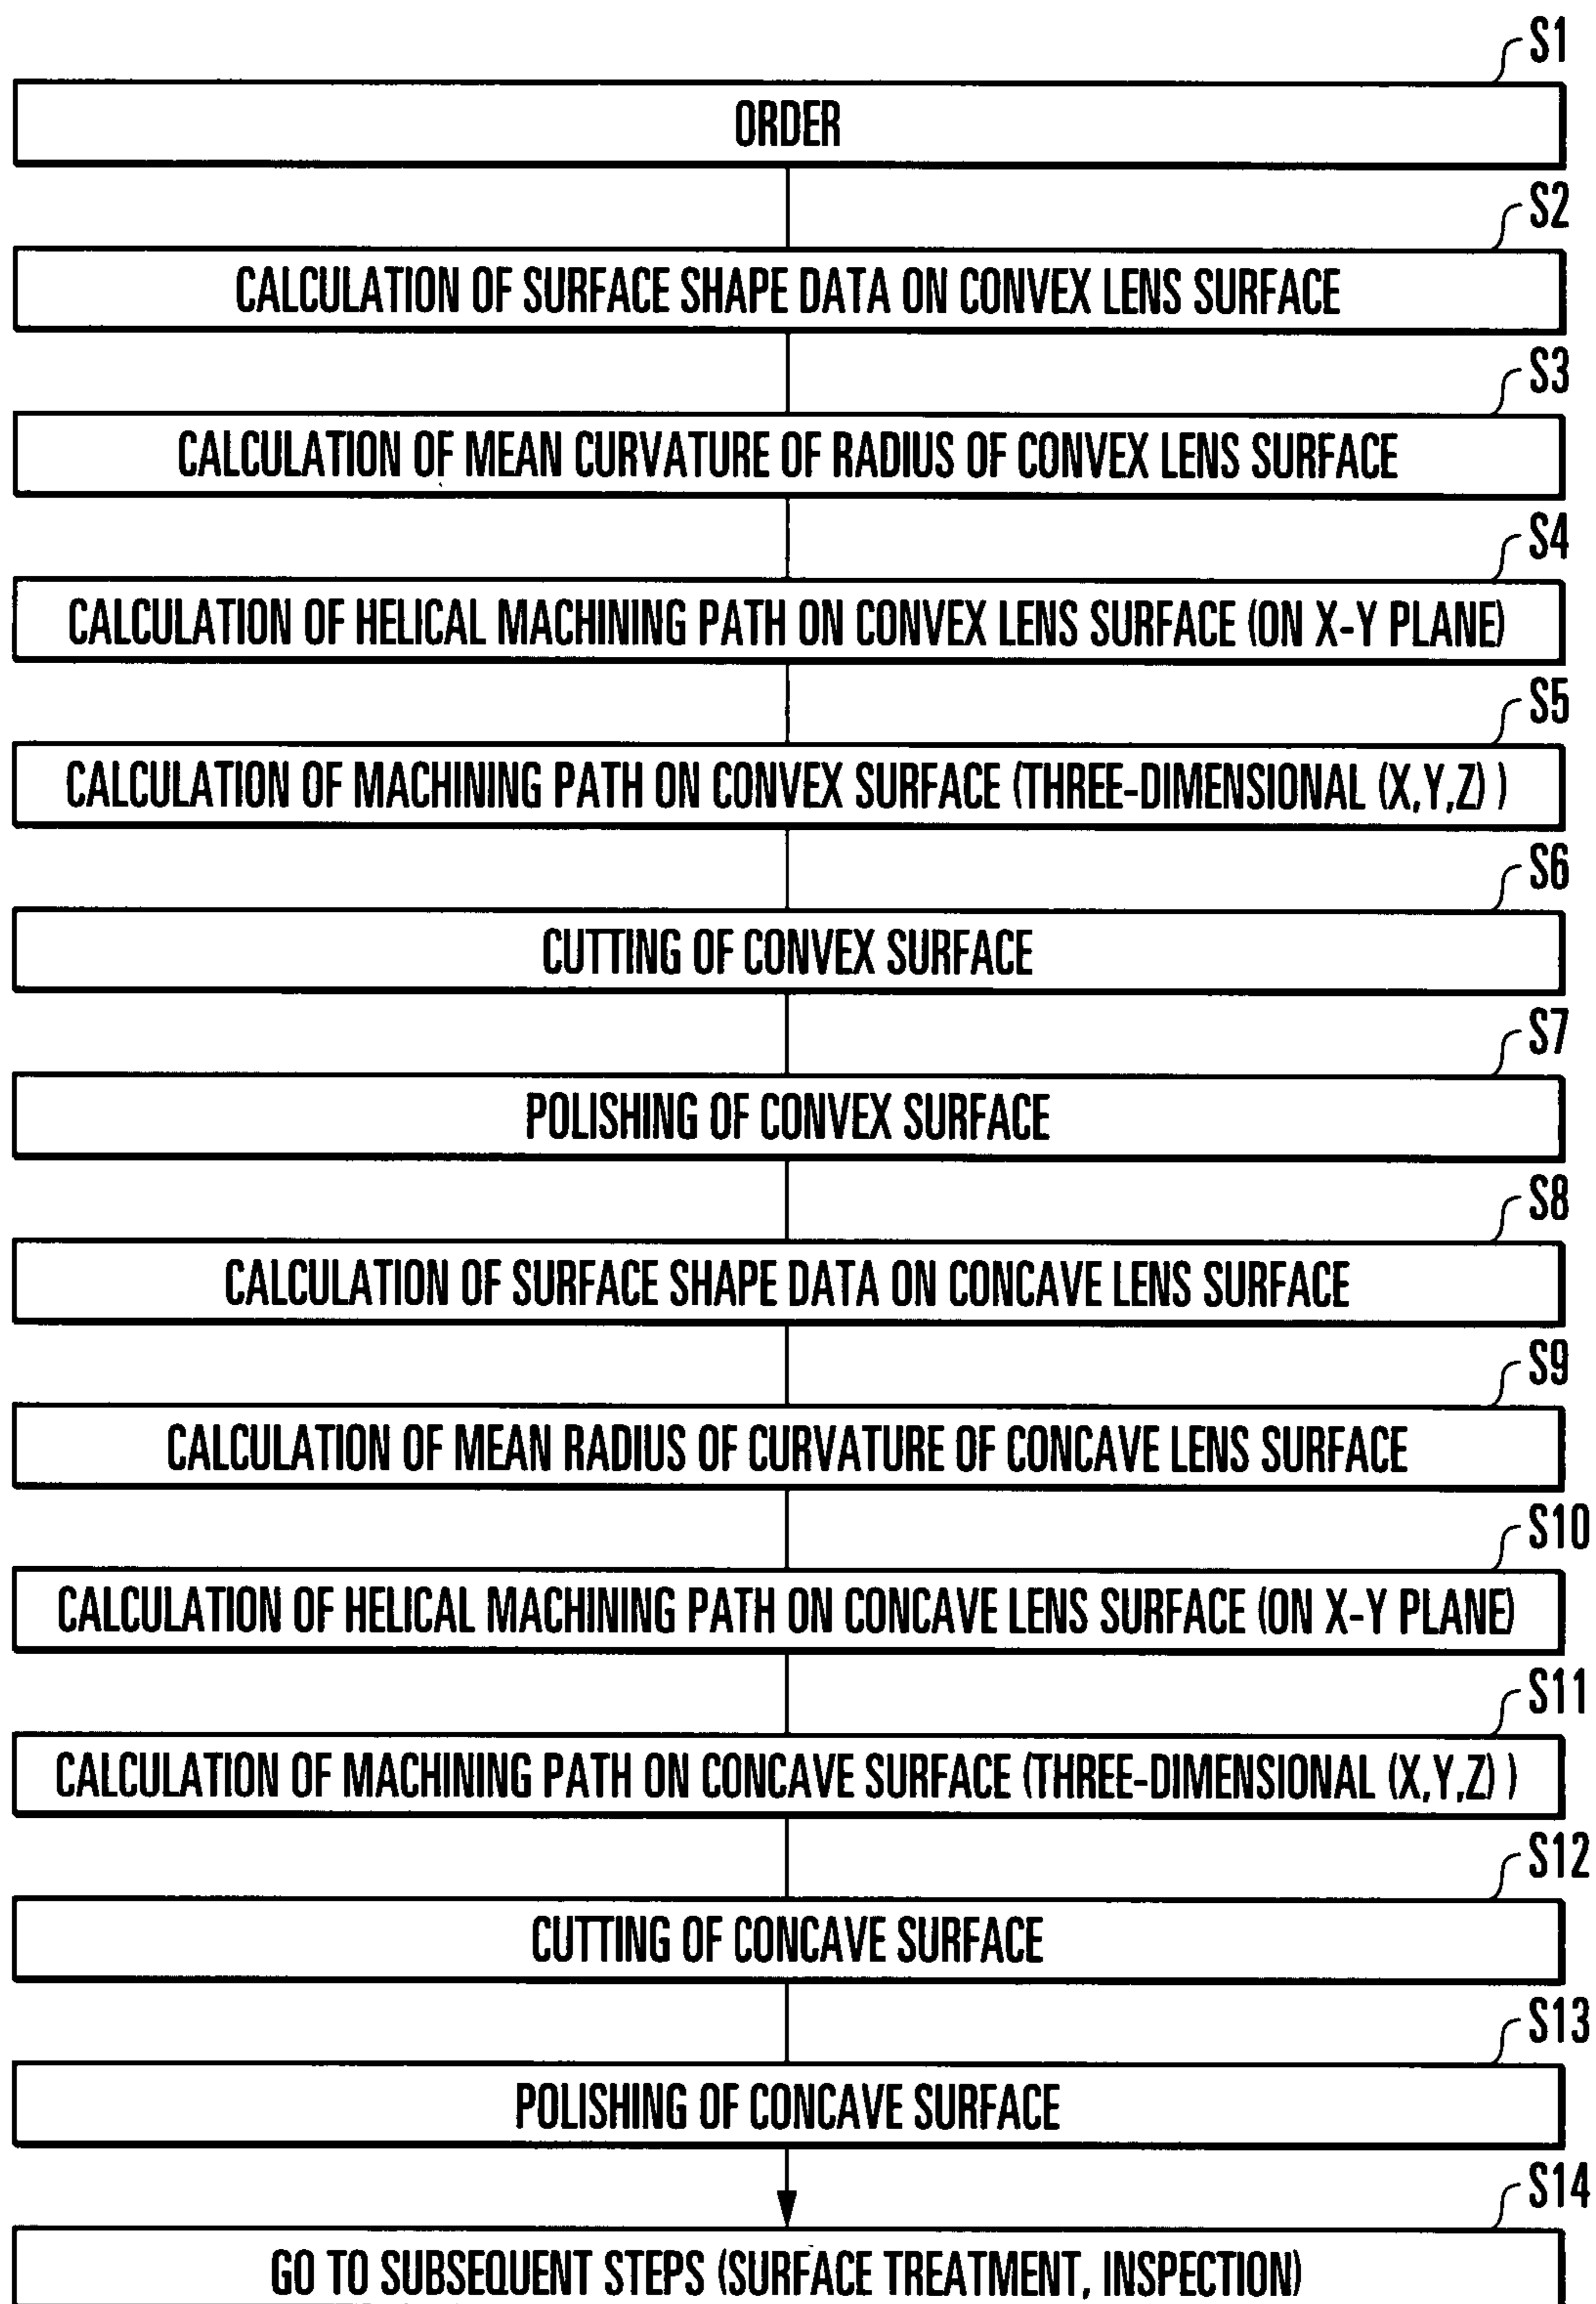 S1
ORDER
S2
CALCULATION OF SURFACE SHAPE DATA ON CONVEX LENS SURFACE
S3
CALCULATION OF MEAN CURVATURE OF RADIUS OF CONVEX LENS SURFACE
S4
CALCULATION OF HELICAL MACHINING PATH ON CONVEX LENS SURFACE (ON X-Y PLANE)
S5
CALCULATION OF MACHINING PATH ON CONVEX SURFACE (THREE-DIMENSIONAL (X,Y,Z) )
S6
CUTTING OF CONVEX SURFACE
S7
POLISHING OF CONVEX SURFACE
S8
CALCULATION OF SURFACE SHAPE DATA ON CONCAVE LENS SURFACE
S9
CALCULATION OF MEAN RADIUS OF CURVATURE OF CONCAVE LENS SURFACE
S10
CALCULATION OF HELICAL MACHINING PATH ON CONCAVE LENS SURFACE (ON X-Y PLANE)
S11
CALCULATION OF MACHINING PATH ON CONCAVE SURFACE (THREE-DIMENSIONAL (X,Y,Z) )
S12
CUTTING OF CONCAVE SURFACE
S13
POLISHING OF CONCAVE SURFACE
S14
GO TO SUBSEQUENT STEPS (SURFACE TREATMENT, INSPECTION)